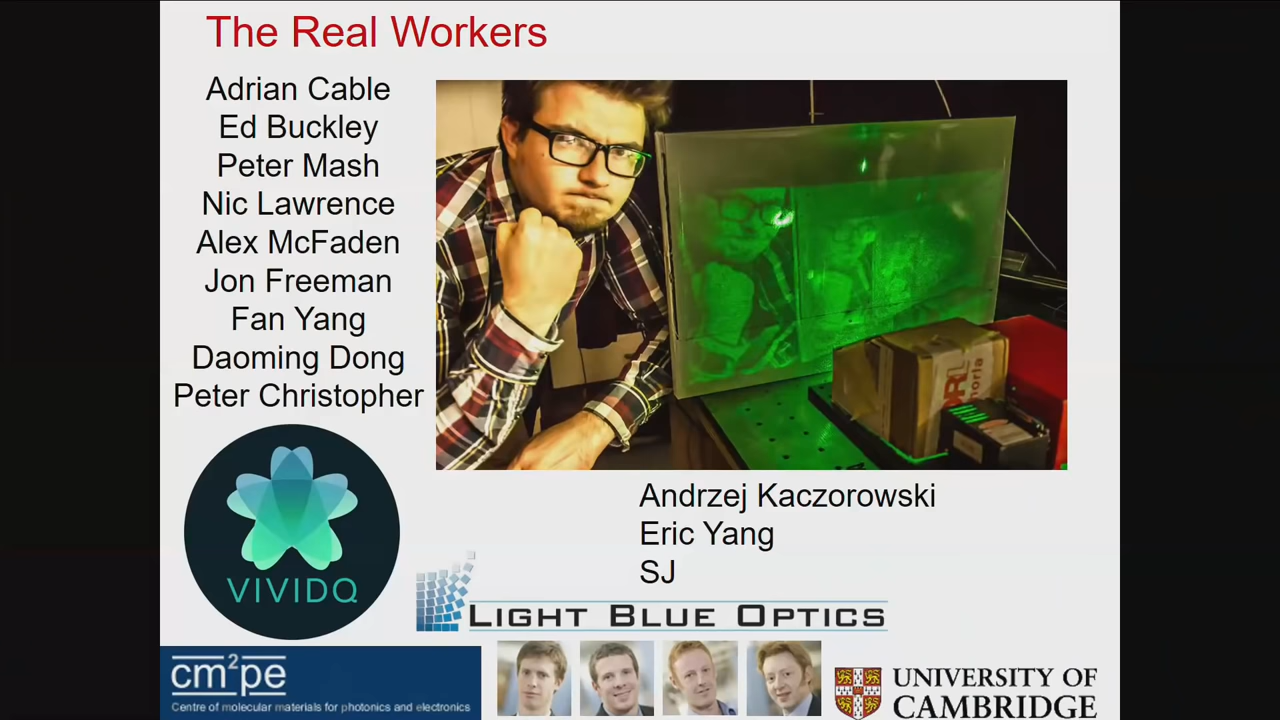 The Real Workers
Adrian Cable
Ed Buckley
Peter Mash
Nic Lawrence
Alex McFaden
Jon Freeman
Fan Yang
Daoming Dong
Peter Christopher
Andrzej Kaczorowski
Eric Yang
SJ
VIVIDQ
LIGHT BLUE OPTICS
cm²pe
Centre of molecular materials for photonics and electronics
UNIVERSITY OF
CAMBRIDGE